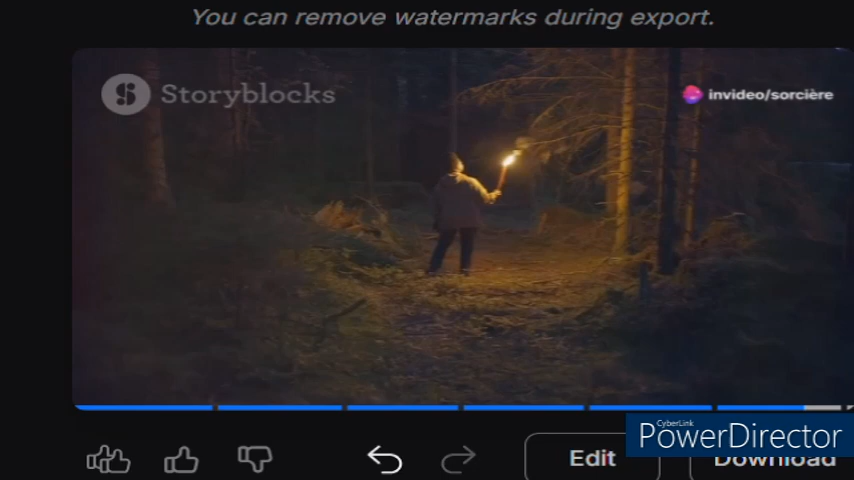 You can remove watermarks during export.
Storyblocks
invideo/sorcière
Edit
Download
CyberLink
PowerDirector